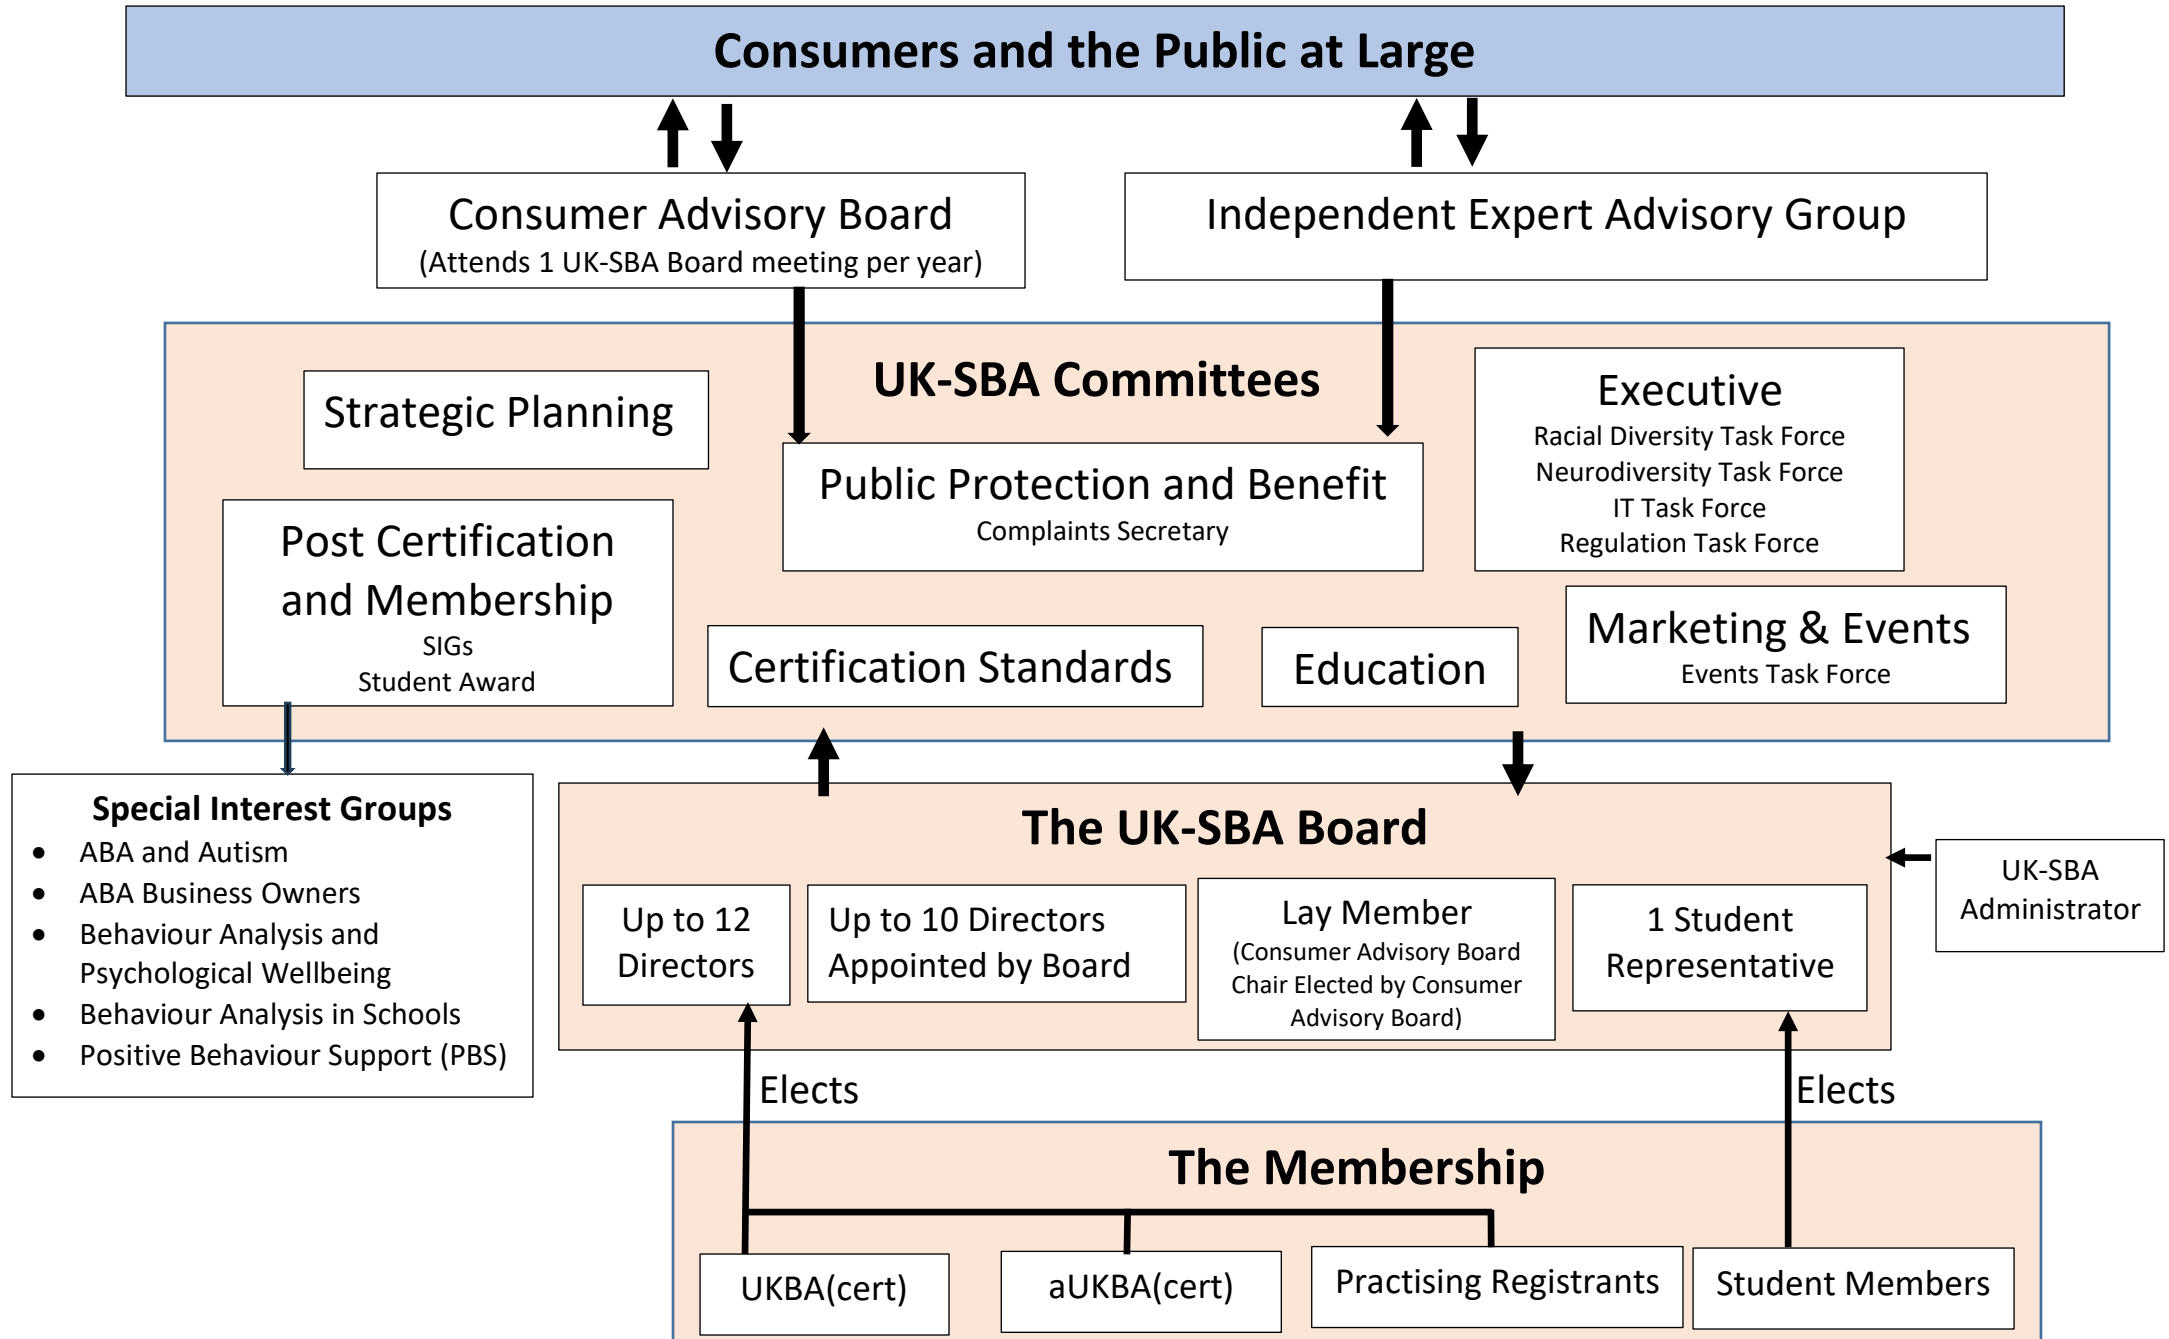 Consumers and the Public at Large
Consumer Advisory Board
(Attends 1 UK-SBA Board meeting per year)
Independent Expert Advisory Group
UK-SBA Committees
Strategic Planning
Public Protection and Benefit
Complaints Secretary
Executive
Racial Diversity Task Force
Neurodiversity Task Force
IT Task Force
Regulation Task Force
Post Certification
and Membership
SIGs
Student Award
Certification Standards
Education
Marketing & Events
Events Task Force
Special Interest Groups
• ABA and Autism
• ABA Business Owners
• Behaviour Analysis and
Psychological Wellbeing
• Behaviour Analysis in Schools
• Positive Behaviour Support (PBS)
The UK-SBA Board
Up to 12
Directors
Up to 10 Directors
Appointed by Board
Lay Member
(Consumer Advisory Board
Chair Elected by Consumer
Advisory Board)
1 Student
Representative
UK-SBA
Administrator
Elects
Elects
The Membership
UKBA(cert)
aUKBA(cert)
Practising Registrants
Student Members